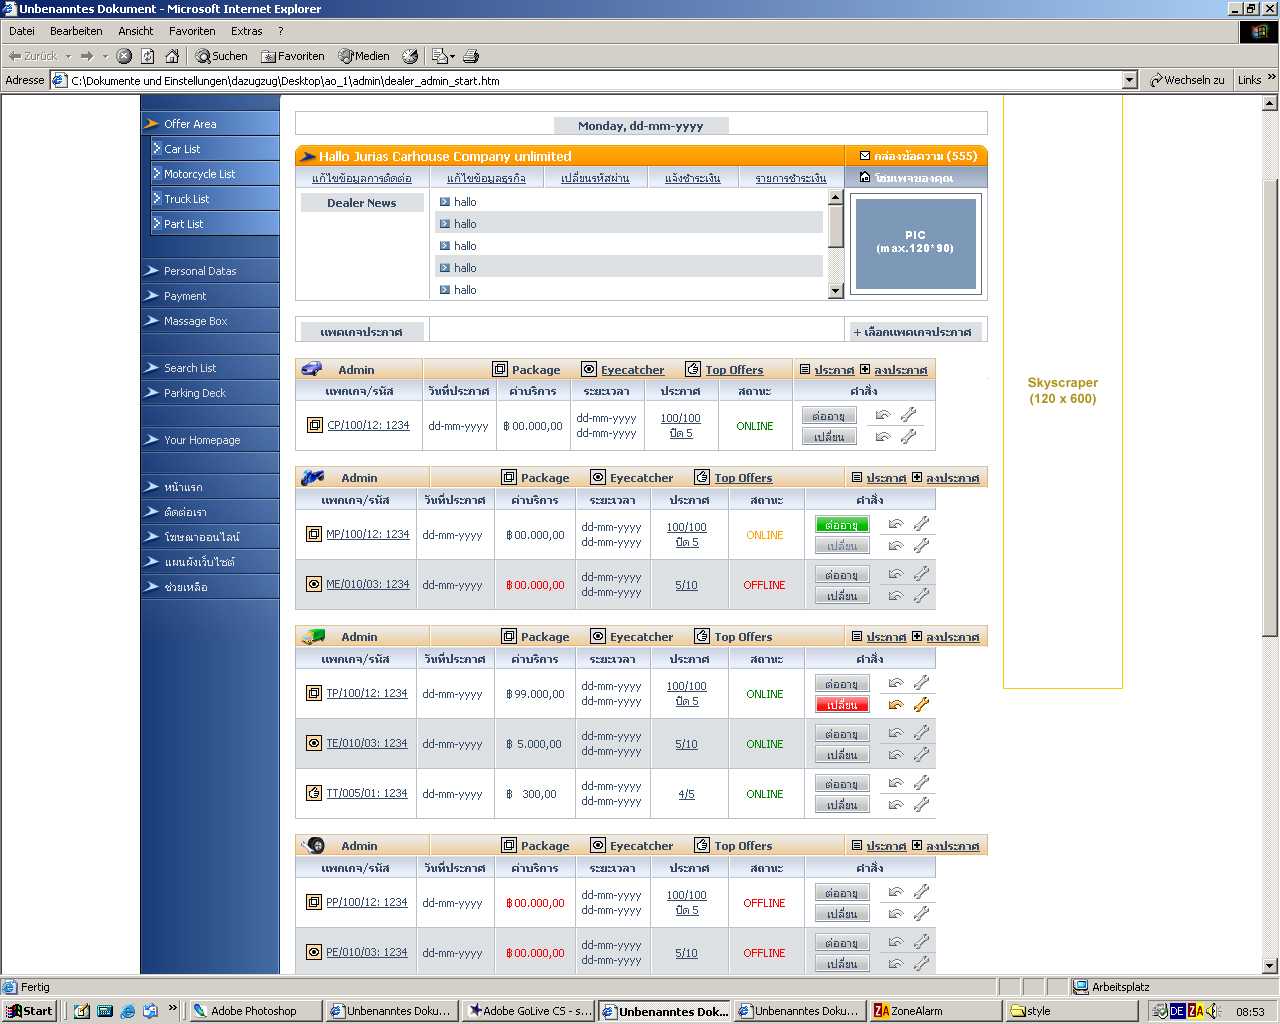 Unbenanntes Dokument - Microsoft Internet Explorer
Datei Bearbeiten Ansicht Favoriten Extras ?
Zurück Suchen Favoriten Medien
Adresse C:\Dokumente und Einstellungen\dazugzug\Desktop\ao_1\admin\dealer_admin_start.htm Wechseln zu Links »
Offer Area
Car List
Motorcycle List
Truck List
Part List
Personal Datas
Payment
Massage Box
Search List
Parking Deck
Your Homepage
หน้าแรก
ติดต่อเรา
โฆษณาออนไลน์
แผนผังเว็บไซต์
ช่วยเหลือ
Monday, dd-mm-yyyy
Hallo Jurias Carhouse Company unlimited กล่องข้อความ (555)
แก้ไขข้อมูลการติดต่อ แก้ไขข้อมูลธุรกิจ เปลี่ยนรหัสผ่าน แจ้งชำระเงิน รายการชำระเงิน โฮมเพจของคุณ
Dealer News
hallo
hallo
hallo
hallo
hallo
PIC
(max.120*90)
แพคเกจประกาศ + เลือกแพคเกจประกาศ
Admin Package Eyecatcher Top Offers ประกาศ ลงประกาศ
แพกเกจ/รหัส วันที่ประกาศ ค่าบริการ ระยะเวลา ประกาศ สถานะ คำสั่ง
CP/100/12: 1234 dd-mm-yyyy ฿ 00.000,00 dd-mm-yyyy 100/100 ONLINE ต่ออายุ
dd-mm-yyyy ปิด 5 เปลี่ยน
Admin Package Eyecatcher Top Offers ประกาศ ลงประกาศ
แพกเกจ/รหัส วันที่ประกาศ ค่าบริการ ระยะเวลา ประกาศ สถานะ คำสั่ง
MP/100/12: 1234 dd-mm-yyyy ฿00.000,00 dd-mm-yyyy 100/100 ONLINE ต่ออายุ
dd-mm-yyyy ปิด 5 เปลี่ยน
ME/010/03: 1234 dd-mm-yyyy ฿00.000,00 dd-mm-yyyy 5/10 OFFLINE ต่ออายุ
dd-mm-yyyy เปลี่ยน
Admin Package Eyecatcher Top Offers ประกาศ ลงประกาศ
แพกเกจ/รหัส วันที่ประกาศ ค่าบริการ ระยะเวลา ประกาศ สถานะ คำสั่ง
TP/100/12: 1234 dd-mm-yyyy ฿99.000,00 dd-mm-yyyy 100/100 ONLINE ต่ออายุ
dd-mm-yyyy ปิด 5 เปลี่ยน
TE/010/03: 1234 dd-mm-yyyy ฿ 5.000,00 dd-mm-yyyy 5/10 ONLINE ต่ออายุ
dd-mm-yyyy เปลี่ยน
TT/005/01: 1234 dd-mm-yyyy ฿ 300,00 dd-mm-yyyy 4/5 ONLINE ต่ออายุ
dd-mm-yyyy เปลี่ยน
Admin Package Eyecatcher Top Offers ประกาศ ลงประกาศ
แพกเกจ/รหัส วันที่ประกาศ ค่าบริการ ระยะเวลา ประกาศ สถานะ คำสั่ง
PP/100/12: 1234 dd-mm-yyyy ฿00.000,00 dd-mm-yyyy 100/100 OFFLINE ต่ออายุ
dd-mm-yyyy ปิด 5 เปลี่ยน
PE/010/03: 1234 dd-mm-yyyy ฿00.000,00 dd-mm-yyyy 5/10 OFFLINE ต่ออายุ
dd-mm-yyyy เปลี่ยน
Skyscraper
(120 x 600)
Fertig Arbeitsplatz
Start » Adobe Photoshop Unbenanntes Doku... Adobe GoLive CS - s... Unbenanntes Dok... Unbenanntes Doku... ZA ZoneAlarm style DE ZA 08:53